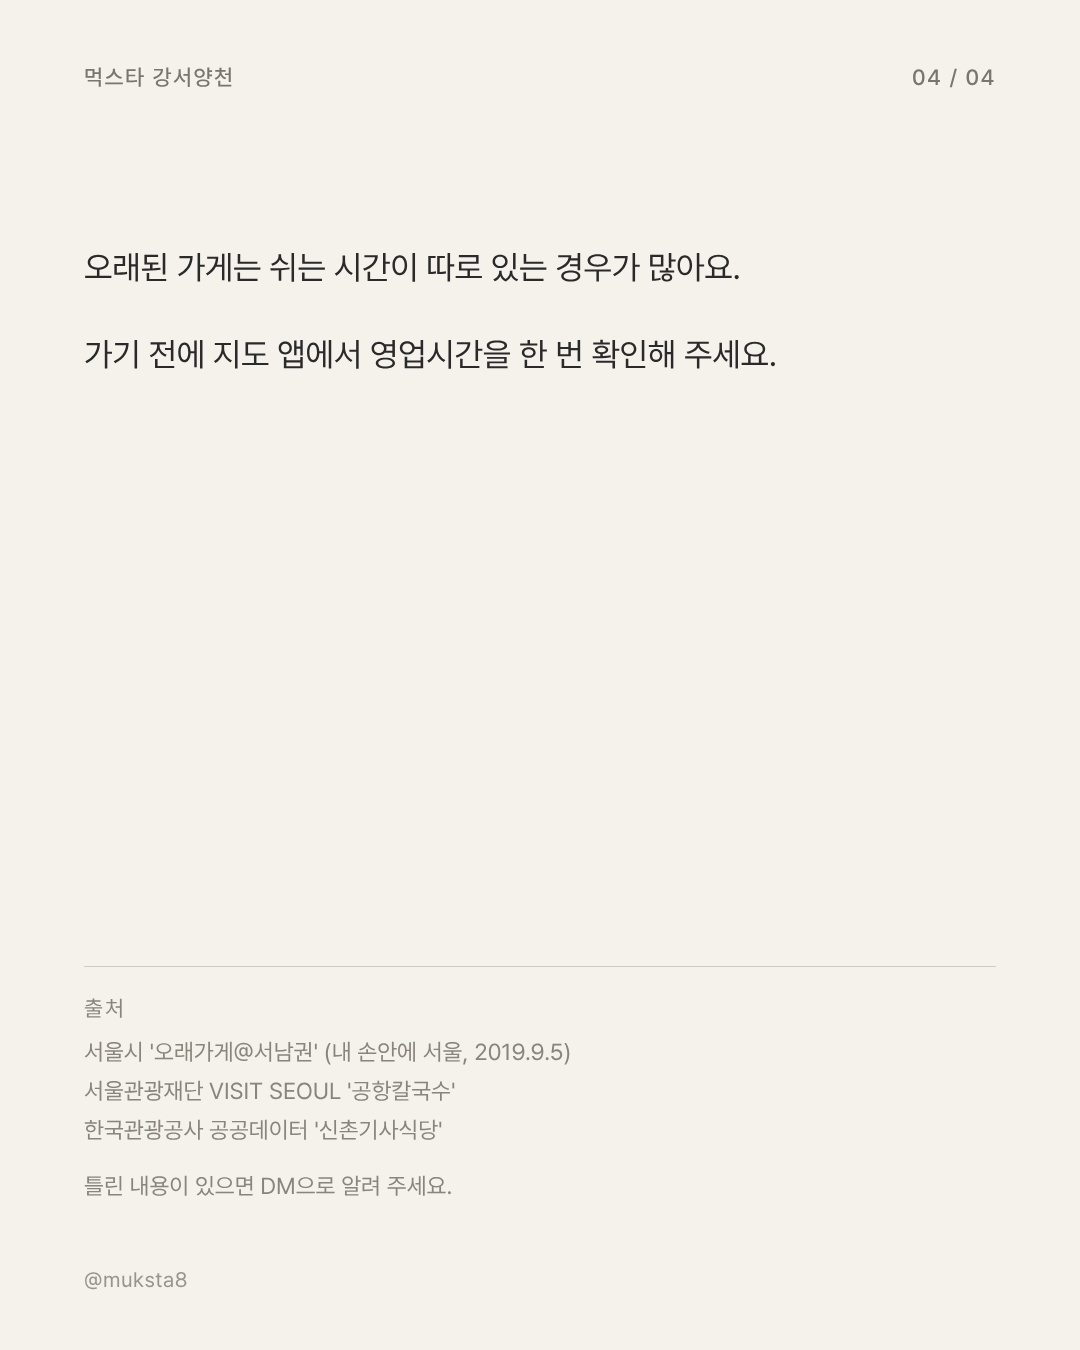 먹스타 강서양천
04 / 04
오래된 가게는 쉬는 시간이 따로 있는 경우가 많아요.
가기 전에 지도 앱에서 영업시간을 한 번 확인해 주세요.
출처
서울시 '오래가게@서남권' (내 손안에 서울, 2019.9.5)
서울관광재단 VISIT SEOUL '공항칼국수'
한국관광공사 공공데이터 '신촌기사식당'
틀린 내용이 있으면 DM으로 알려 주세요.
@muksta8